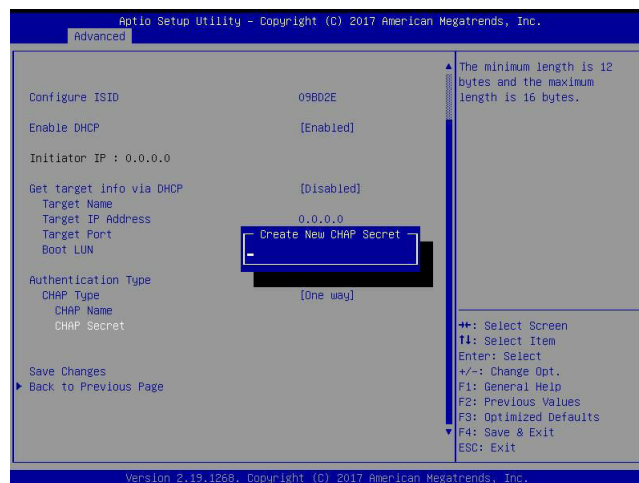 Aptio Setup Utility – Copyright (C) 2017 American Megatrends, Inc.
Advanced
Configure ISID 09BD2E
Enable DHCP [Enabled]
Initiator IP : 0.0.0.0
Get target info via DHCP [Disabled]
Target Name
Target IP Address 0.0.0.0
Target Port
Boot LUN
Create New CHAP Secret
Authentication Type
CHAP Type [One way]
CHAP Name
CHAP Secret
Save Changes
Back to Previous Page
The minimum length is 12
bytes and the maximum
length is 16 bytes.
→←: Select Screen
↑↓: Select Item
Enter: Select
+/-: Change Opt.
F1: General Help
F2: Previous Values
F3: Optimized Defaults
F4: Save & Exit
ESC: Exit
Version 2.19.1268. Copyright (C) 2017 American Megatrends, Inc.